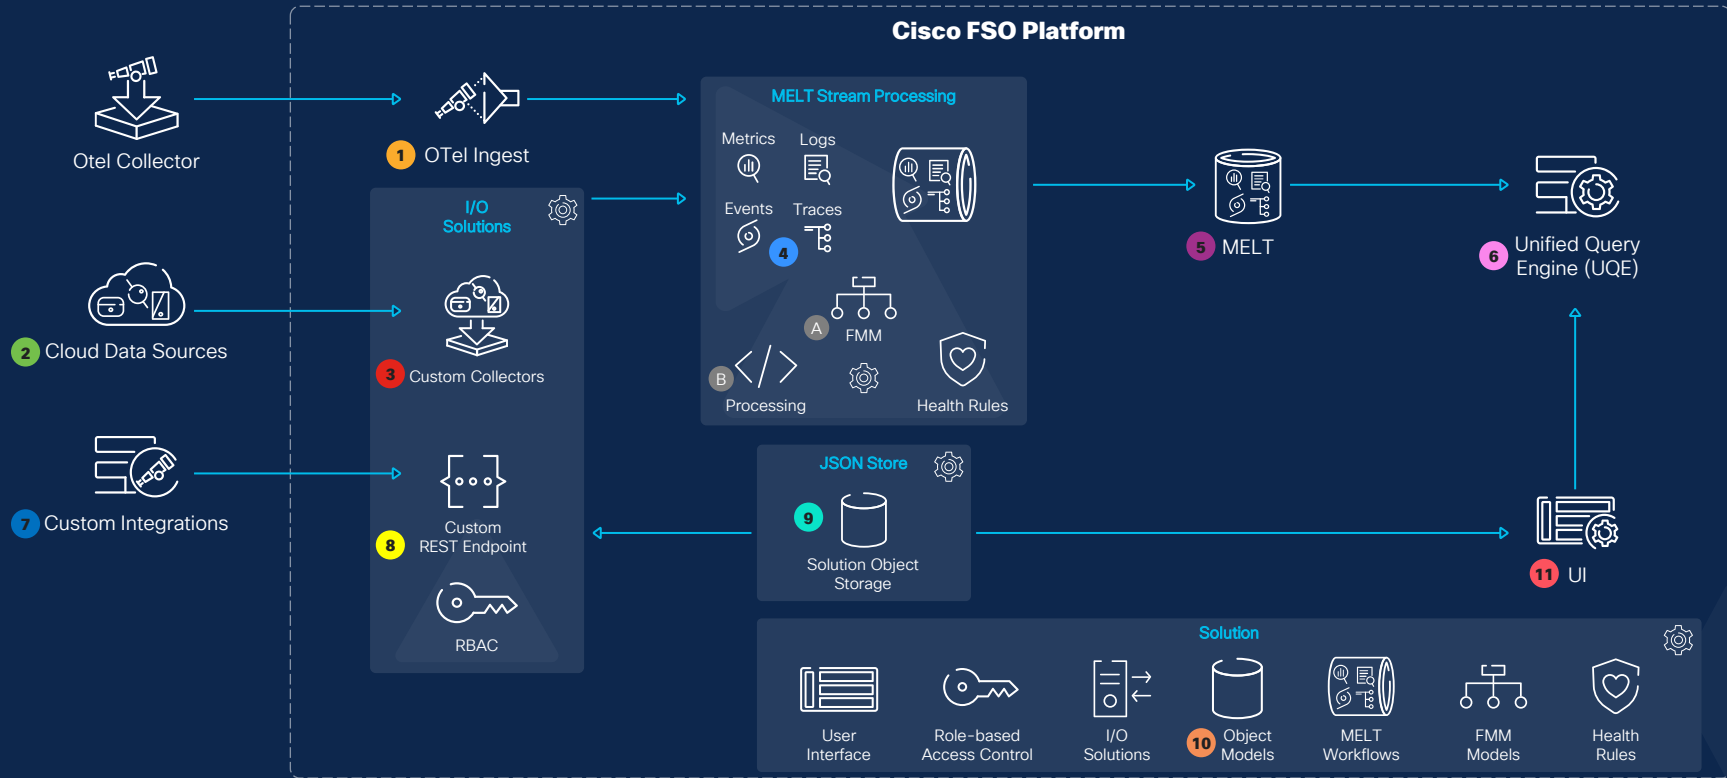 Cisco FSO Platform
Otel Collector
1 OTel Ingest
MELT Stream Processing
Metrics
Logs
Events
Traces
4
A
FMM
B
Processing
Health Rules
5 MELT
6
Unified Query
Engine (UQE)
I/O
Solutions
2 Cloud Data Sources
3 Custom Collectors
7 Custom Integrations
8
Custom
REST Endpoint
RBAC
JSON Store
9
Solution Object
Storage
11 UI
Solution
User
Interface
Role-based
Access Control
I/O
Solutions
10 Object
Models
MELT
Workflows
FMM
Models
Health
Rules